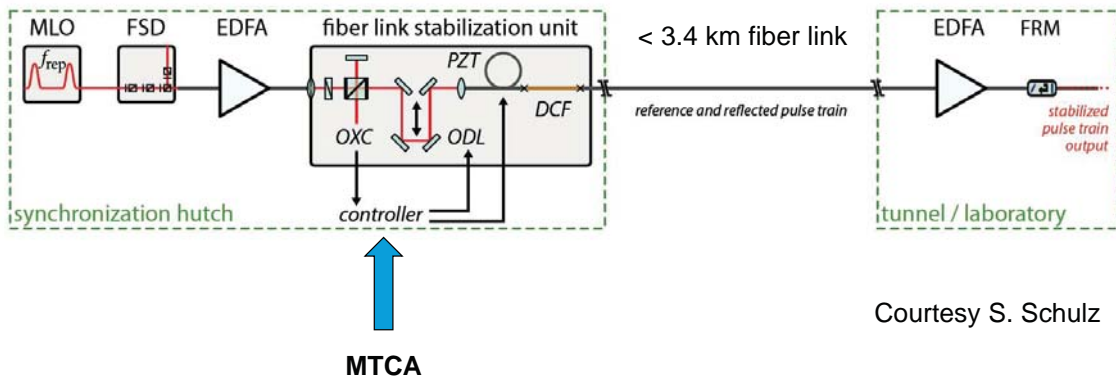 MLO
FSD
EDFA
fiber link stabilization unit
< 3.4 km fiber link
EDFA
FRM
frep
PZT
DCF
reference and reflected pulse train
stabilized
pulse train
output
OXC
ODL
controller
synchronization hutch
tunnel / laboratory
MTCA
Courtesy S. Schulz